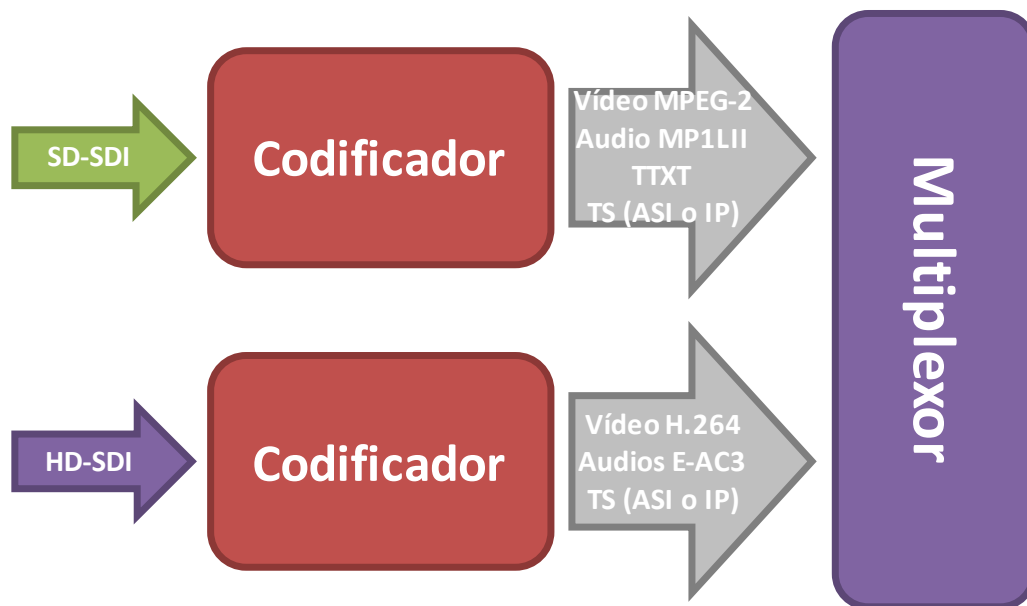 SD-SDI
Codificador
Vídeo MPEG-2
Audio MP1LII
TTXT
TS (ASI o IP)
HD-SDI
Codificador
Vídeo H.264
Audios E-AC3
TS (ASI o IP)
Multiplexor